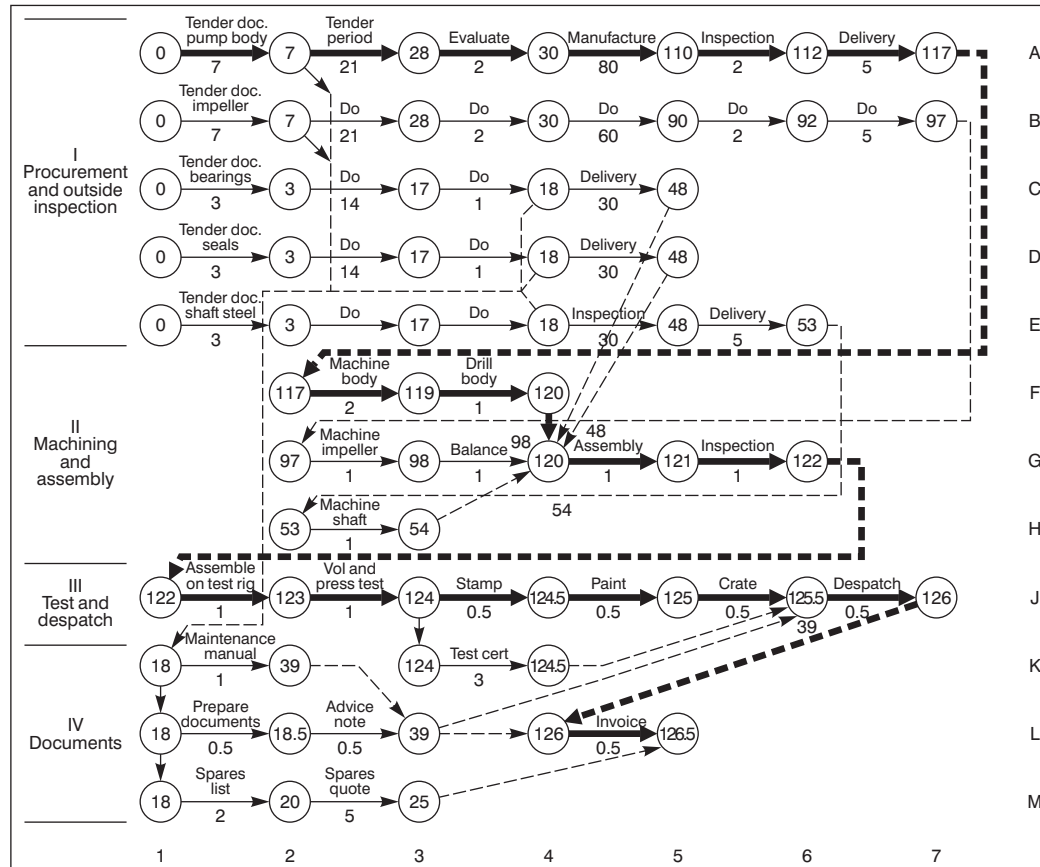 Tender doc.
pump body
Tender
period
Evaluate
Manufacture
Inspection
Delivery
0 7 28 30 110 112 117 A
7 21 2 80 2 5
Tender doc.
impeller
Do Do Do Do Do
0 7 28 30 90 92 97 B
7 21 2 60 2 5
I
Procurement
and outside
inspection
Tender doc.
bearings
Do Do Delivery
0 3 17 18 48 C
3 14 1 30
Tender doc.
seals
Do Do Delivery
0 3 17 18 48 D
3 14 1 30
Tender doc.
shaft steel
Do Do Inspection Delivery
0 3 17 18 48 53 E
3 30 5
II
Machining
and
assembly
Machine
body
Drill
body
117 119 120 F
2 1
48
Machine
impeller
Balance 98 Assembly Inspection
97 98 120 121 122 G
1 1 1 1
54
Machine
shaft
53 54 H
1
III
Test and
despatch
Assemble
on test rig
Vol and
press test
Stamp Paint Crate Despatch
122 123 124 124.5 125 125.5 126 J
1 1 0.5 0.5 0.5 0.5
39
IV
Documents
Maintenance
manual
Test cert
18 39 124 124.5 K
1 3
Prepare
documents
Advice
note
Invoice
18 18.5 39 126 126.5 L
0.5 0.5 0.5
Spares
list
Spares
quote
18 20 25 M
2 5
1 2 3 4 5 6 7